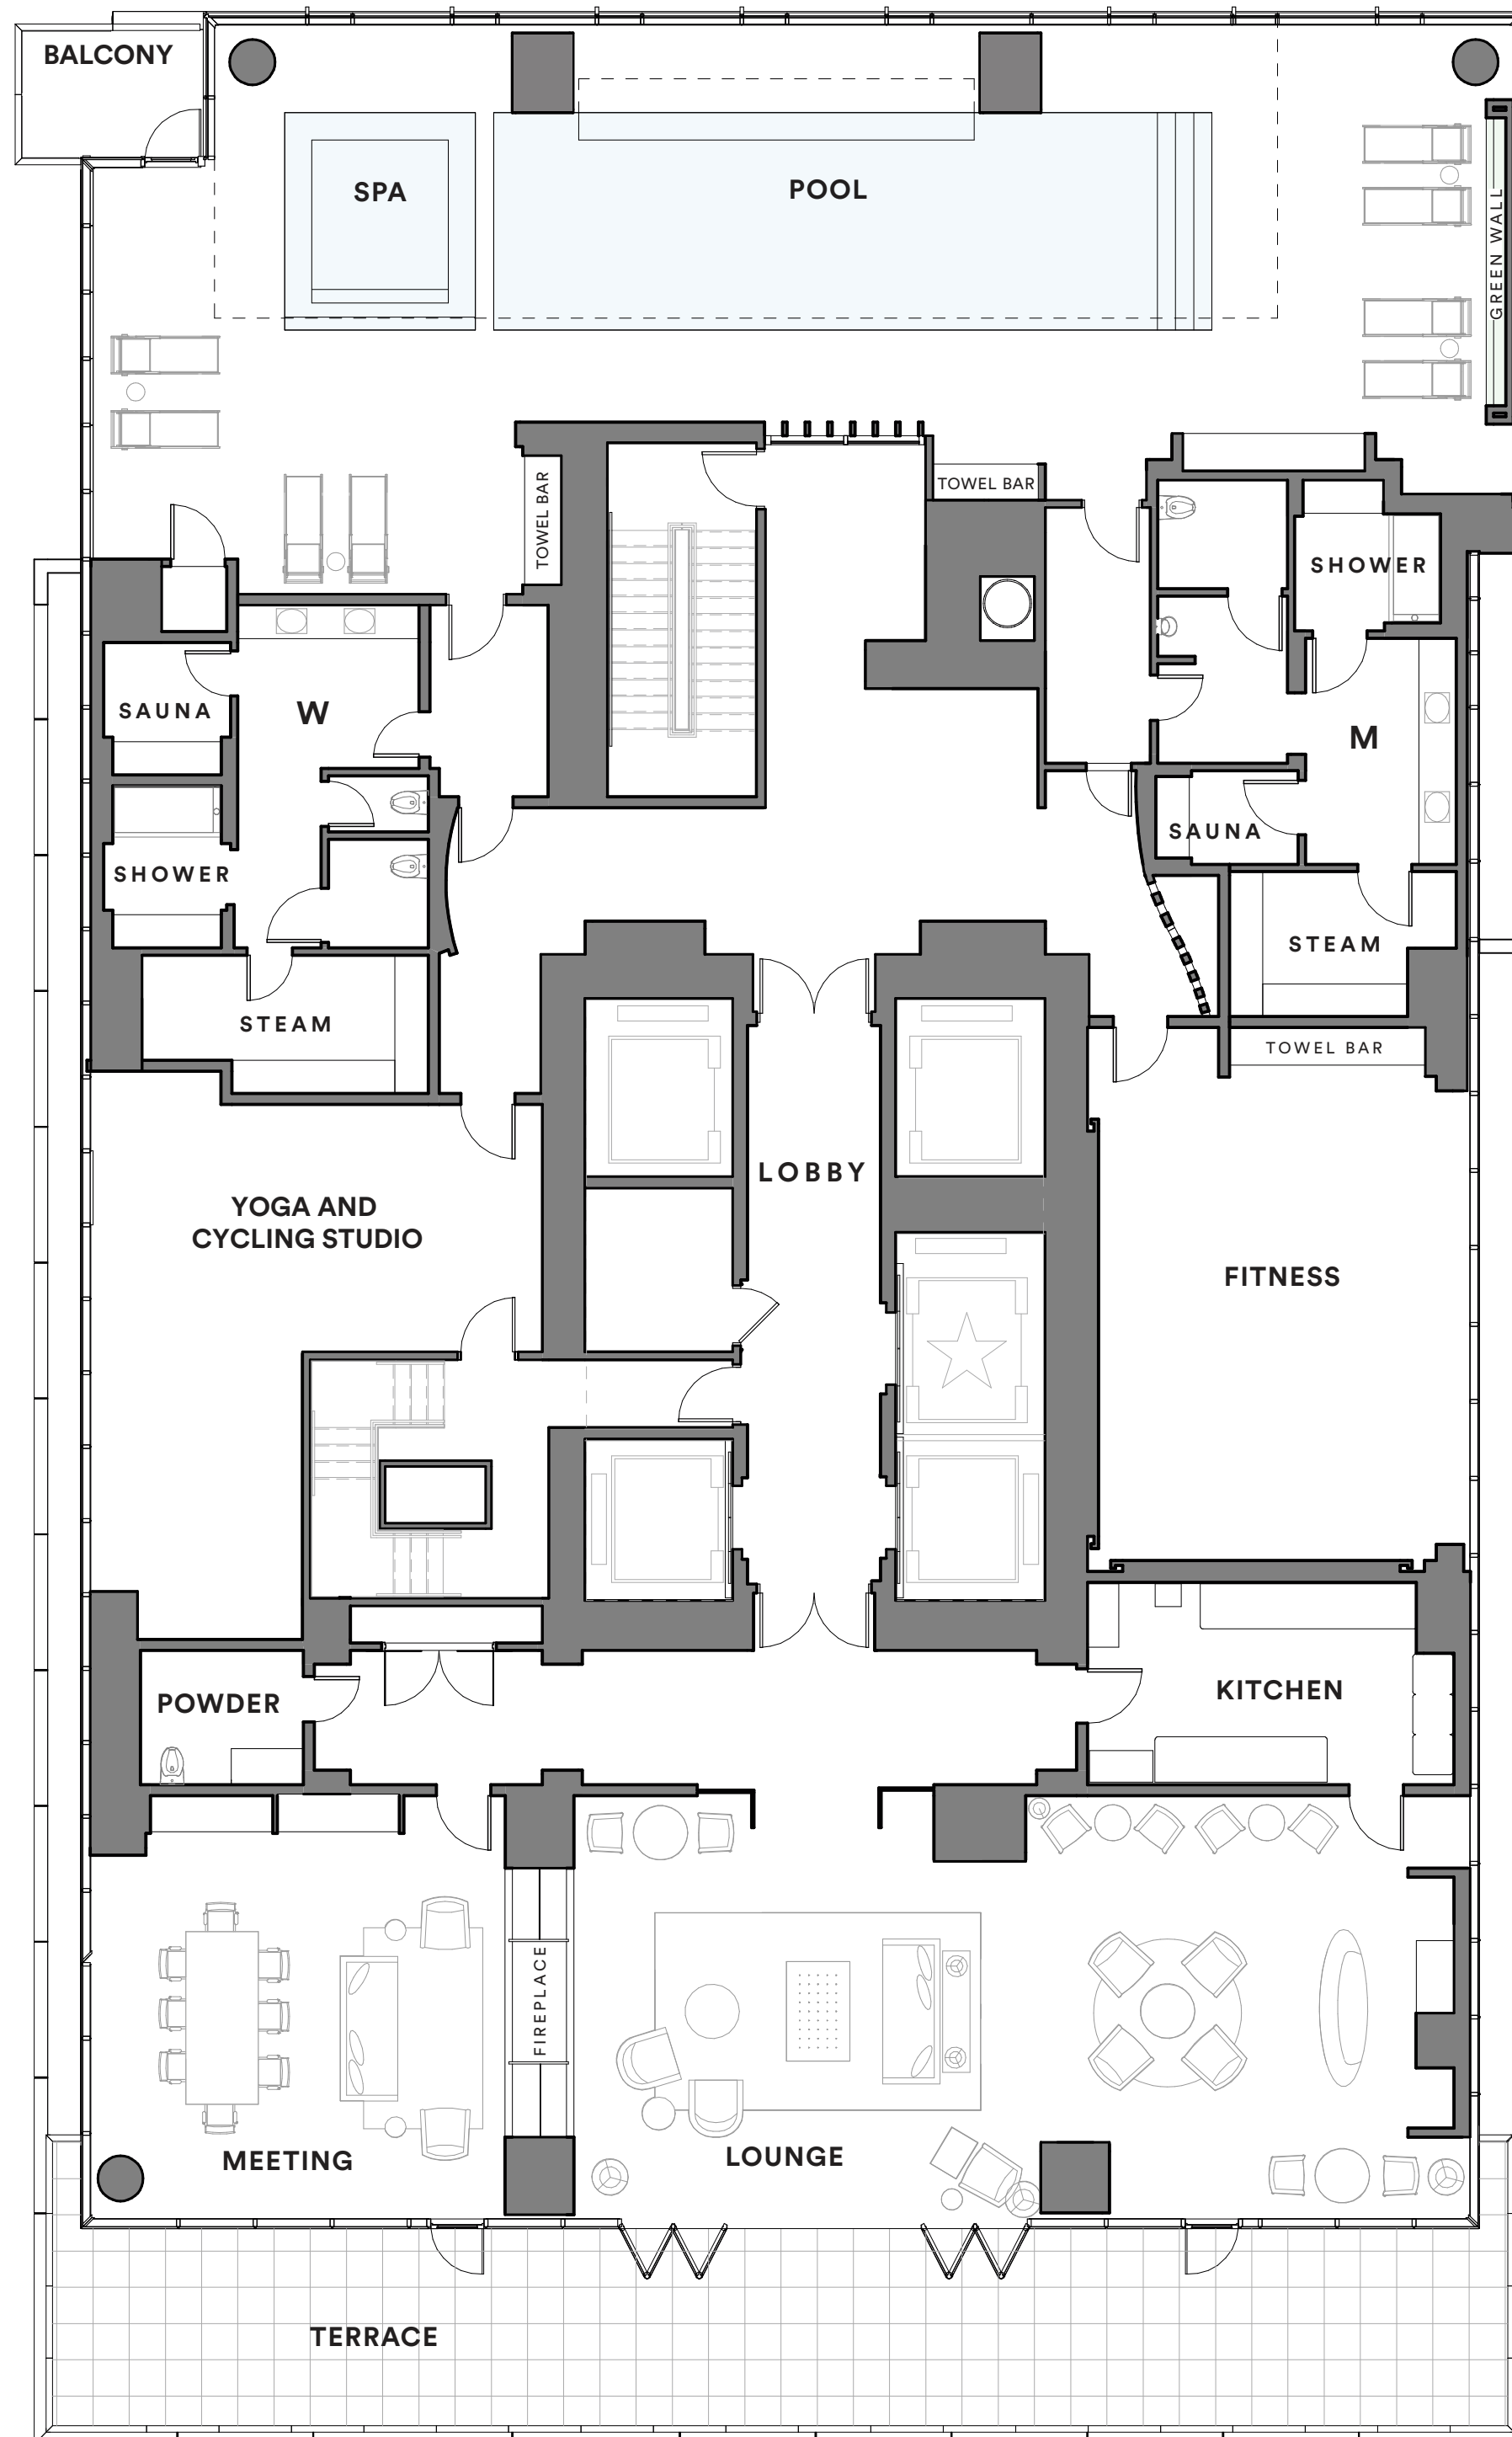 BALCONY
SPA
POOL
GREEN WALL
TOWEL BAR
TOWEL BAR
SHOWER
SAUNA
W
M
SAUNA
SHOWER
STEAM
STEAM
TOWEL BAR
LOBBY
YOGA AND
CYCLING STUDIO
FITNESS
POWDER
KITCHEN
FIREPLACE
MEETING
LOUNGE
TERRACE